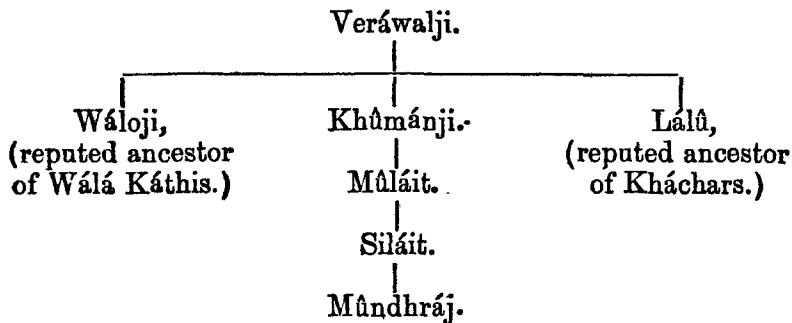 Veráwalji.
Wáloji,
(reputed ancestor
of Wálá Káthis.)
Khûmánji.
Lálû,
(reputed ancestor
of Kháchars.)
Mûláit.
Siláit.
Mûndhráj.